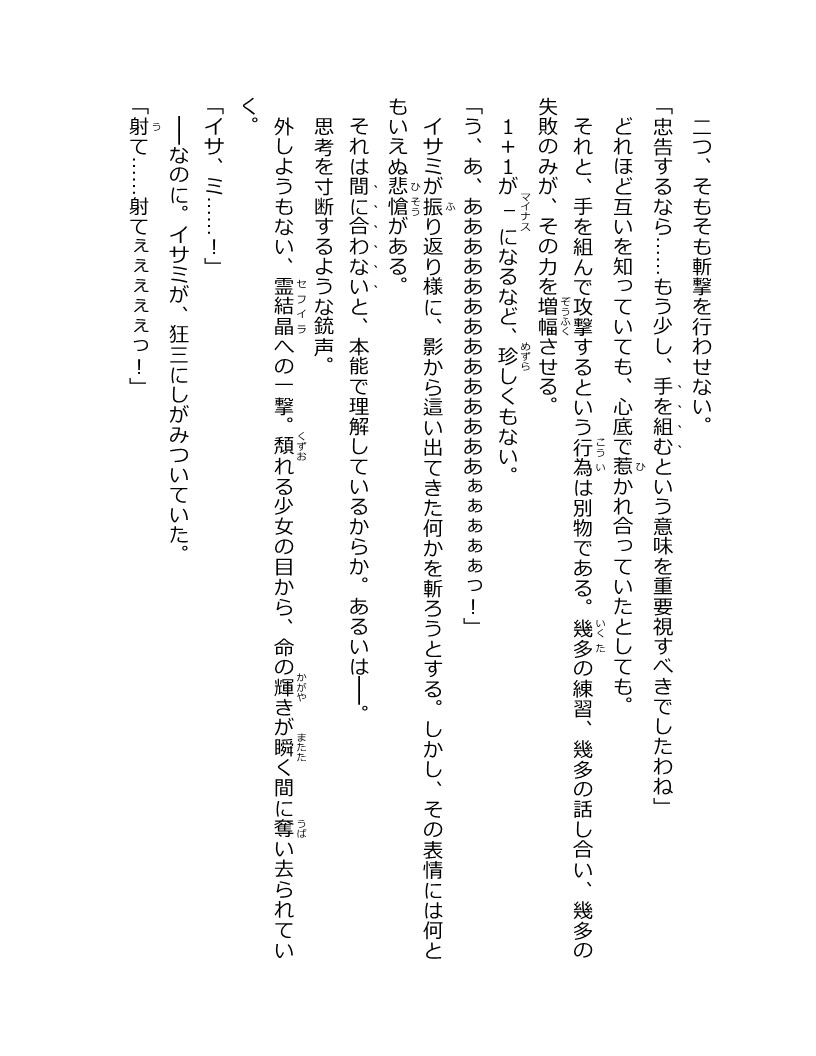 二つ、そもそも斬撃を行わせない。
「忠告するなら……もう少し、手を組むという意味を重要視すべきでしたわね」
どれほど互いを知っていても、心底で惹かれ合っていたとしても。
それと、手を組んで攻撃するという行為は別物である。幾多の練習、幾多の話し合い、幾多の
失敗のみが、その力を増幅させる。
1+1が−になるなど、珍しくもない。
「う、あ、あああああああああああああぁぁぁぁぁっ！」
イサミが振り返り様に、影から這い出てきた何かを斬ろうとする。しかし、その表情には何と
もいえぬ悲愴がある。
それは間に合わないと、本能で理解しているからか。あるいは――。
思考を寸断するような銃声。
外しようもない、霊結晶への一撃。頽れる少女の目から、命の輝きが瞬く間に奪い去られてい
く。
「イサ、ミ……！」
――なのに。イサミが、狂三にしがみついていた。
「射て……射てぇぇぇぇぇっ！」